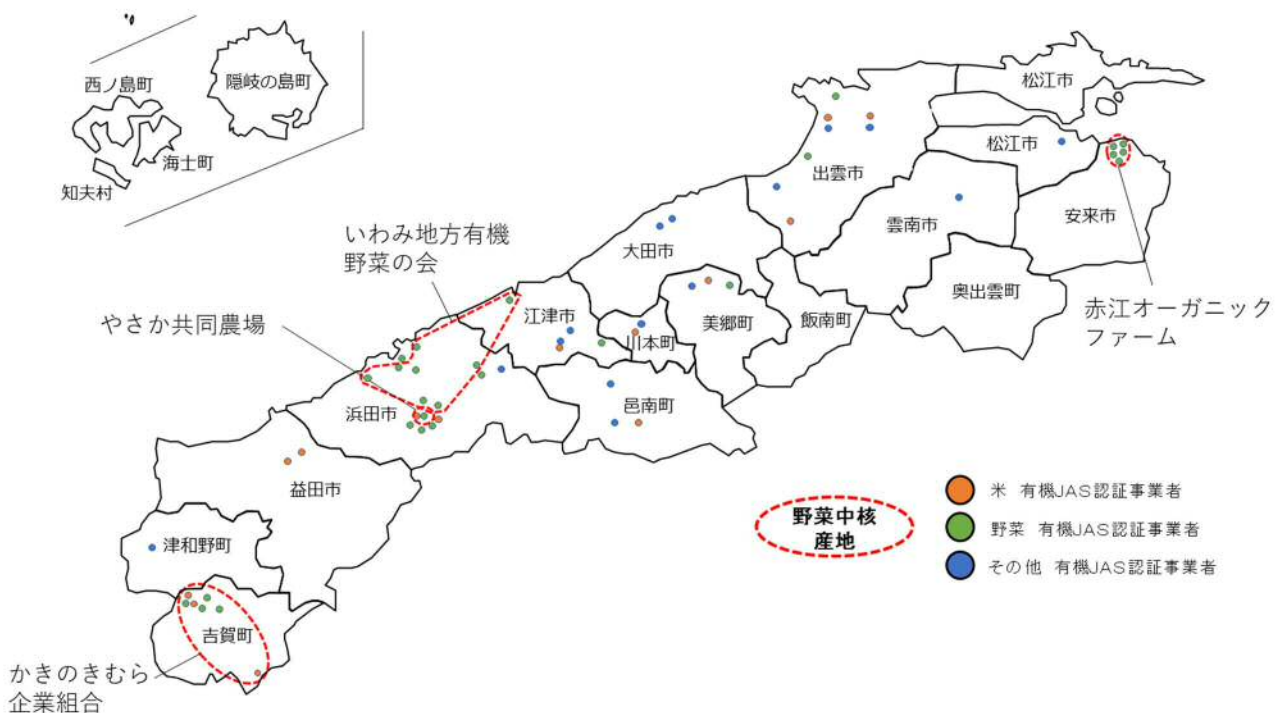 西ノ島町
隠岐の島町
海士町
知夫村
松江市
松江市
出雲市
安来市
雲南市
いわみ地方有機
野菜の会
大田市
奥出雲町
赤江オーガニック
ファーム
やさか共同農場
江津市
川本町
美郷町
飯南町
浜田市
邑南町
益田市
野菜中核
産地
米 有機JAS認証事業者
野菜 有機JAS認証事業者
その他 有機JAS認証事業者
津和野町
吉賀町
かきのきむら
企業組合